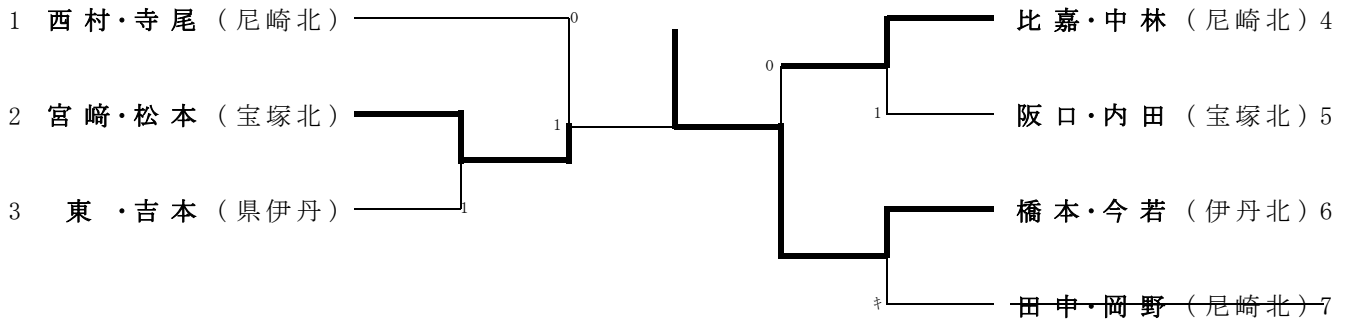 1 西村・寺尾（尼崎北）
0
2 宮﨑・松本（宝塚北）
1
3 東・吉本（県伊丹）
1
比嘉・中林（尼崎北）4
0
1
阪口・内田（宝塚北）5
橋本・今若（伊丹北）6
ｷ
田中・岡野（尼崎北）7